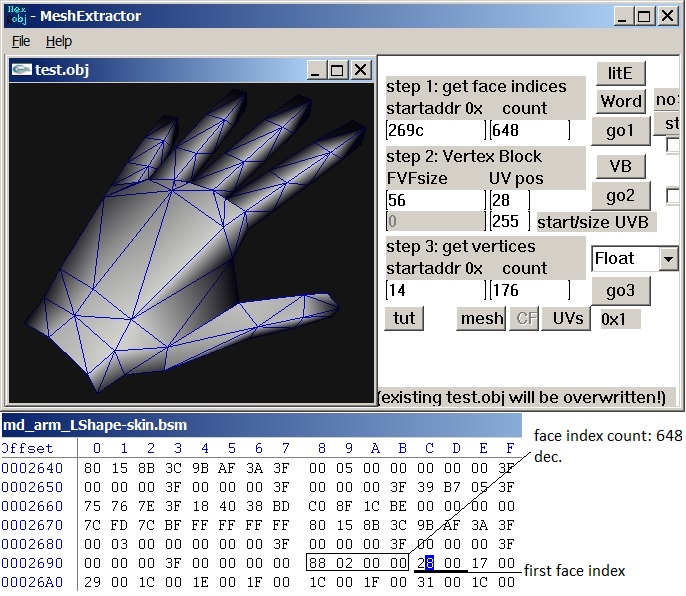 Hex
obj - MeshExtractor
File Help
test.obj
step 1: get face indices
startaddr 0x count
269c 648
litE
Word no
go1 st
step 2: Vertex Block
FVFsize UV pos
56 28
0 255 start/size UVB
VB
go2
step 3: get vertices
startaddr 0x count
14 176
Float
go3
tut mesh CF UVs 0x1
(existing test.obj will be overwritten!)
md_arm_LShape-skin.bsm
Offset 0 1 2 3 4 5 6 7 8 9 A B C D E F
0002640 80 15 8B 3C 9B AF 3A 3F 00 05 00 00 00 00 00 3F
0002650 00 00 00 3F 00 00 00 00 00 00 00 3F 39 B7 05 3F
0002660 75 76 7E 3F 18 40 38 BD C0 8F 1C BE 00 00 00 00
0002670 7C FD 7C BF FF FF FF FF 80 15 8B 3C 9B AF 3A 3F
0002680 00 03 00 00 00 00 00 3F 00 00 00 3F 00 00 00 3F
0002690 00 00 00 3F 00 00 00 00 88 02 00 00 28 00 17 00
00026A0 29 00 1C 00 1E 00 1F 00 1C 00 1F 00 31 00 1C 00
face index count: 648
dec.
first face index